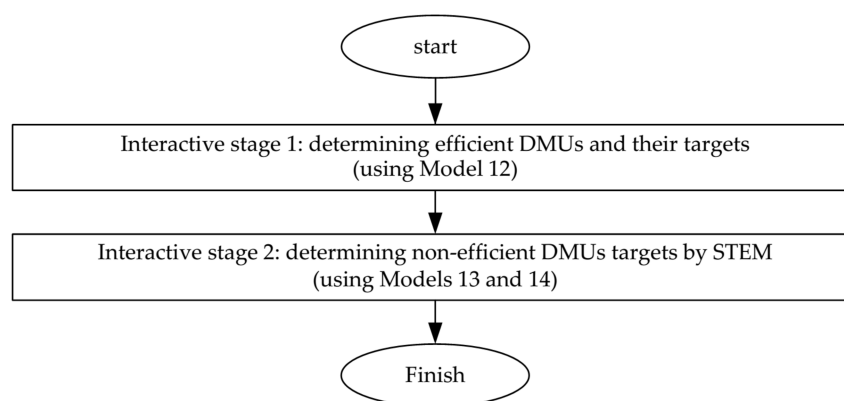 start
Interactive stage 1: determining efficient DMUs and their targets
(using Model 12)
Interactive stage 2: determining non-efficient DMUs targets by STEM
(using Models 13 and 14)
Finish